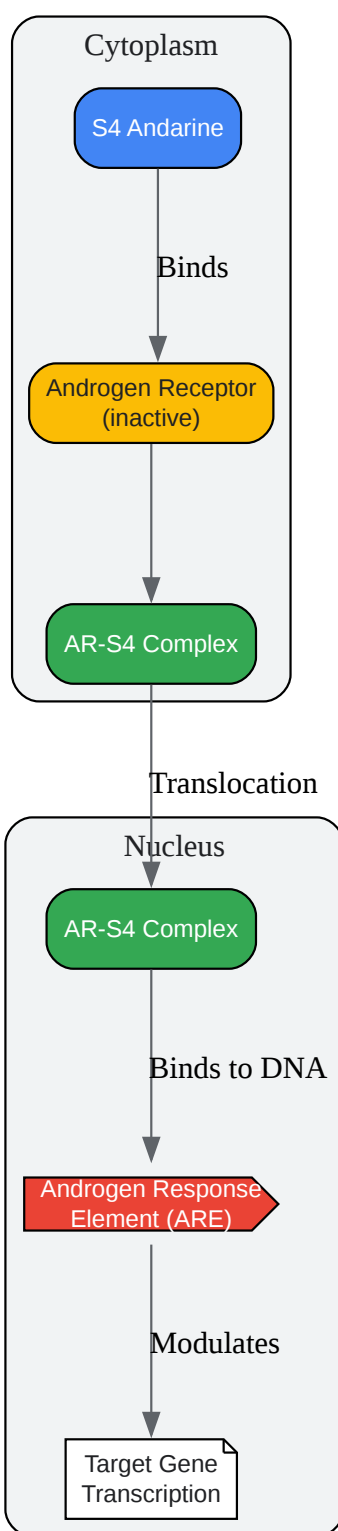 Cytoplasm
S4 Andarine
Binds
Androgen Receptor
(inactive)
AR-S4 Complex
Translocation
Nucleus
AR-S4 Complex
Binds to DNA
Androgen Response
Element (ARE)
Modulates
Target Gene
Transcription